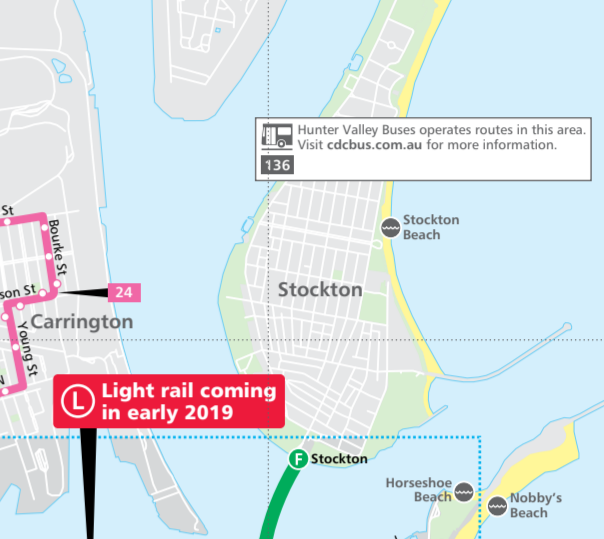 Hunter Valley Buses operates routes in this area.
Visit cdcbus.com.au for more information.
136
St
Bourke St
Stockton
Beach
son St
24
Stockton
Carrington
Young St
L
Light rail coming
in early 2019
F
Stockton
Horseshoe
Beach
Nobby's
Beach